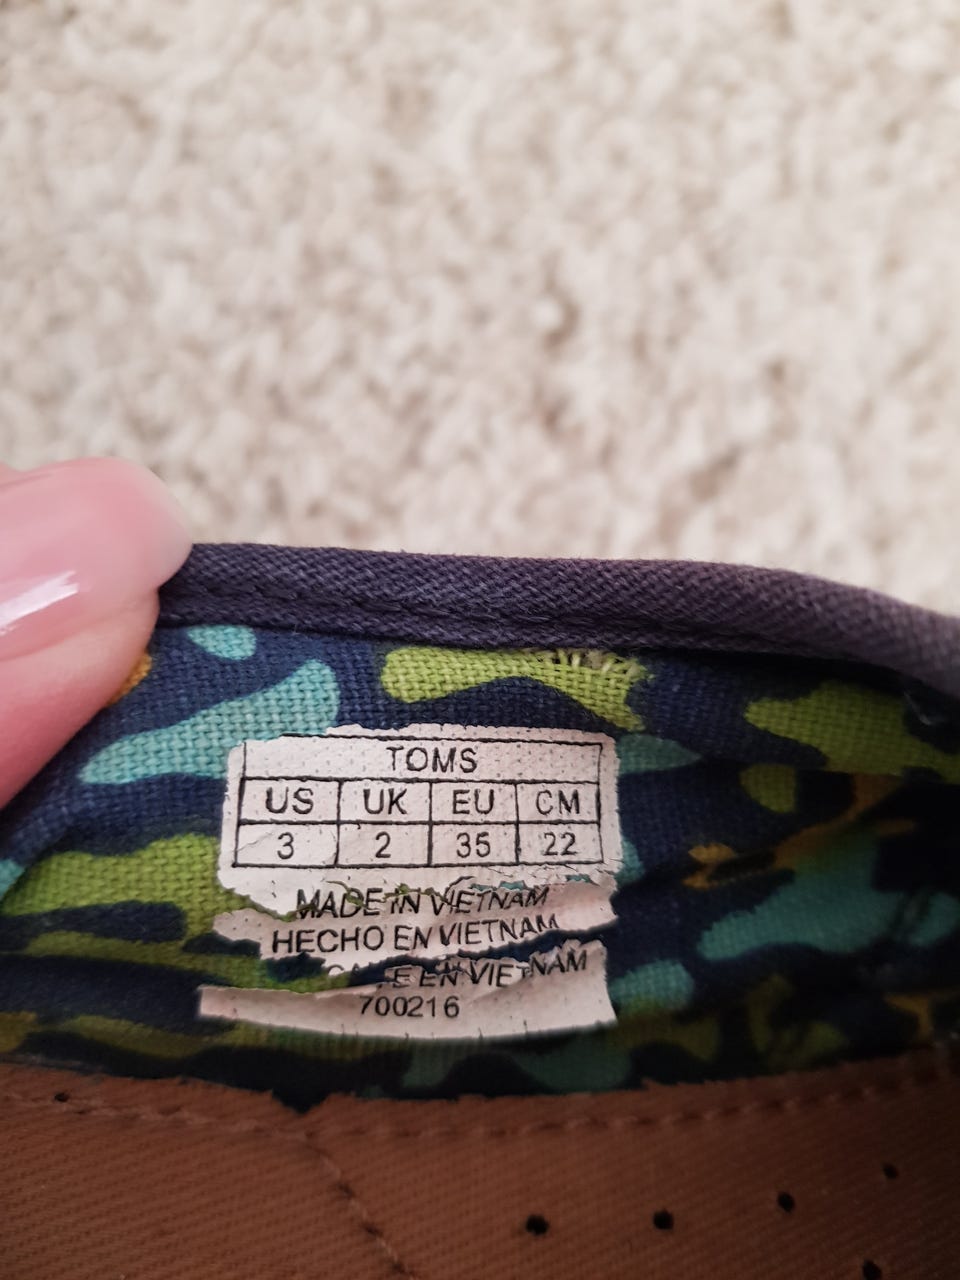 TOMS
US UK EU CM
3 2 35 22
MADE IN VIETNAM
HECHO EN VIETNAM
EN VIETNAM
700216